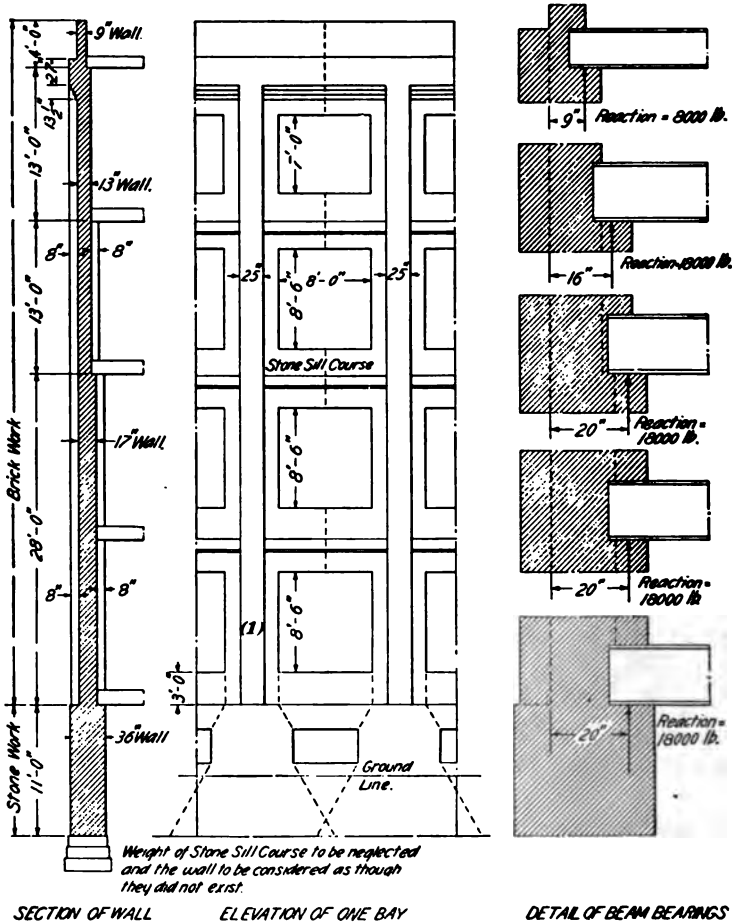 9" Wall.
4'-0"
27"
13 1/2"
13'-0"
13" Wall.
8"
8"
13'-0"
Brick Work
17" Wall
28'-0"
8"
8"
36" Wall
Stone Work
11'-0"
7'-0"
25"
8'-0"
25"
8'-6"
Stone Sill Course
8'-6"
(1)
8'-6"
3'-0"
Ground
Line.
Weight of Stone Sill Course to be neglected
and the wall to be considered as though
they did not exist.
9"
Reaction = 8000 lb.
Reaction=18000 lb.
16"
20"
Reaction=
18000 lb.
20"
Reaction=
18000 lb.
20"
Reaction=
18000 lb.
SECTION OF WALL
ELEVATION OF ONE BAY
DETAIL OF BEAM BEARINGS